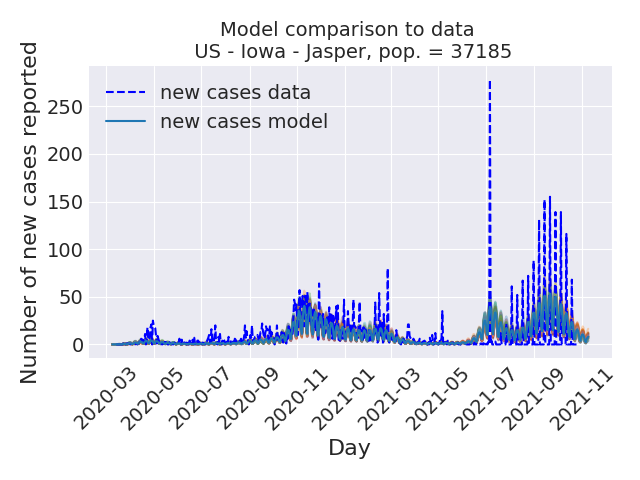 Model comparison to data
US - Iowa - Jasper, pop. = 37185
Number of new cases reported
new cases data
new cases model
250
200
150
100
50
0
2020-03
2020-05
2020-07
2020-09
2020-11
2021-01
2021-03
2021-05
2021-07
2021-09
2021-11
Day